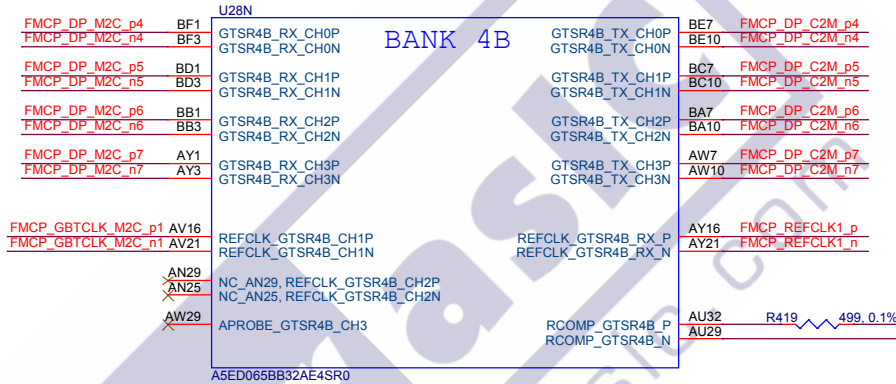 U28N
BANK 4B
FMCP_DP_M2C_p4 BF1 GTSR4B_RX_CH0P GTSR4B_TX_CH0P BE7 FMCP_DP_C2M_p4
FMCP_DP_M2C_n4 BF3 GTSR4B_RX_CH0N GTSR4B_TX_CH0N BE10 FMCP_DP_C2M_n4
FMCP_DP_M2C_p5 BD1 GTSR4B_RX_CH1P GTSR4B_TX_CH1P BC7 FMCP_DP_C2M_p5
FMCP_DP_M2C_n5 BD3 GTSR4B_RX_CH1N GTSR4B_TX_CH1N BC10 FMCP_DP_C2M_n5
FMCP_DP_M2C_p6 BB1 GTSR4B_RX_CH2P GTSR4B_TX_CH2P BA7 FMCP_DP_C2M_p6
FMCP_DP_M2C_n6 BB3 GTSR4B_RX_CH2N GTSR4B_TX_CH2N BA10 FMCP_DP_C2M_n6
FMCP_DP_M2C_p7 AY1 GTSR4B_RX_CH3P GTSR4B_TX_CH3P AW7 FMCP_DP_C2M_p7
FMCP_DP_M2C_n7 AY3 GTSR4B_RX_CH3N GTSR4B_TX_CH3N AW10 FMCP_DP_C2M_n7
FMCP_GBTCLK_M2C_p1 AV16 REFCLK_GTSR4B_CH1P REFCLK_GTSR4B_RX_P AY16 FMCP_REFCLK1_p
FMCP_GBTCLK_M2C_n1 AV21 REFCLK_GTSR4B_CH1N REFCLK_GTSR4B_RX_N AY21 FMCP_REFCLK1_n
AN29 NC_AN29, REFCLK_GTSR4B_CH2P
AN25 NC_AN25, REFCLK_GTSR4B_CH2N
AW29 APROBE_GTSR4B_CH3 RCOMP_GTSR4B_P AU32 R419 499, 0.1%
RCOMP_GTSR4B_N AU29
A5ED065BB32AE4SR0